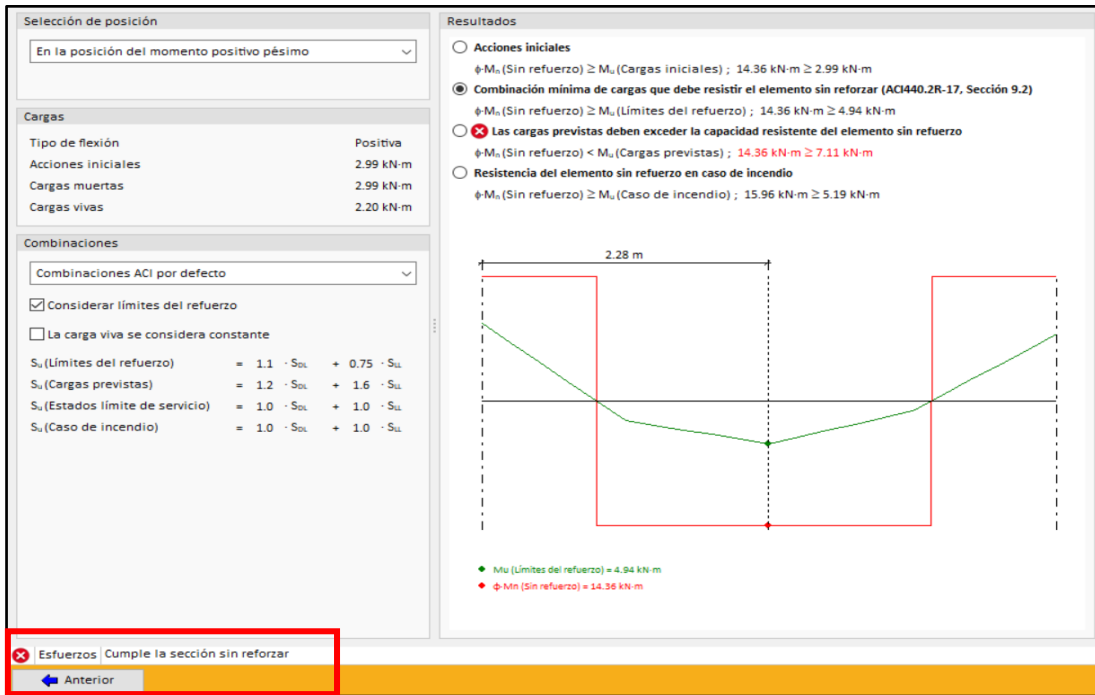 Selección de posición
En la posición del momento positivo pésimo
Cargas
Tipo de flexión Positiva
Acciones iniciales 2.99 kN·m
Cargas muertas 2.99 kN·m
Cargas vivas 2.20 kN·m
Combinaciones
Combinaciones ACI por defecto
Considerar límites del refuerzo
La carga viva se considera constante
Su (Límites del refuerzo) = 1.1 · SDL + 0.75 · SLL
Su (Cargas previstas) = 1.2 · SDL + 1.6 · SLL
Su (Estados límite de servicio) = 1.0 · SDL + 1.0 · SLL
Su (Caso de incendio) = 1.0 · SDL + 1.0 · SLL
Resultados
Acciones iniciales
ϕ·Mn (Sin refuerzo) ≥ Mu (Cargas iniciales) ; 14.36 kN·m ≥ 2.99 kN·m
Combinación mínima de cargas que debe resistir el elemento sin reforzar (ACI440.2R-17, Sección 9.2)
ϕ·Mn (Sin refuerzo) ≥ Mu (Límites del refuerzo) ; 14.36 kN·m ≥ 4.94 kN·m
Las cargas previstas deben exceder la capacidad resistente del elemento sin refuerzo
ϕ·Mn (Sin refuerzo) < Mu (Cargas previstas) ; 14.36 kN·m ≥ 7.11 kN·m
Resistencia del elemento sin refuerzo en caso de incendio
ϕ·Mn (Sin refuerzo) ≥ Mu (Caso de incendio) ; 15.96 kN·m ≥ 5.19 kN·m
2.28 m
Mu (Límites del refuerzo) = 4.94 kN·m
ϕ·Mn (Sin refuerzo) = 14.36 kN·m
Esfuerzos Cumple la sección sin reforzar
Anterior